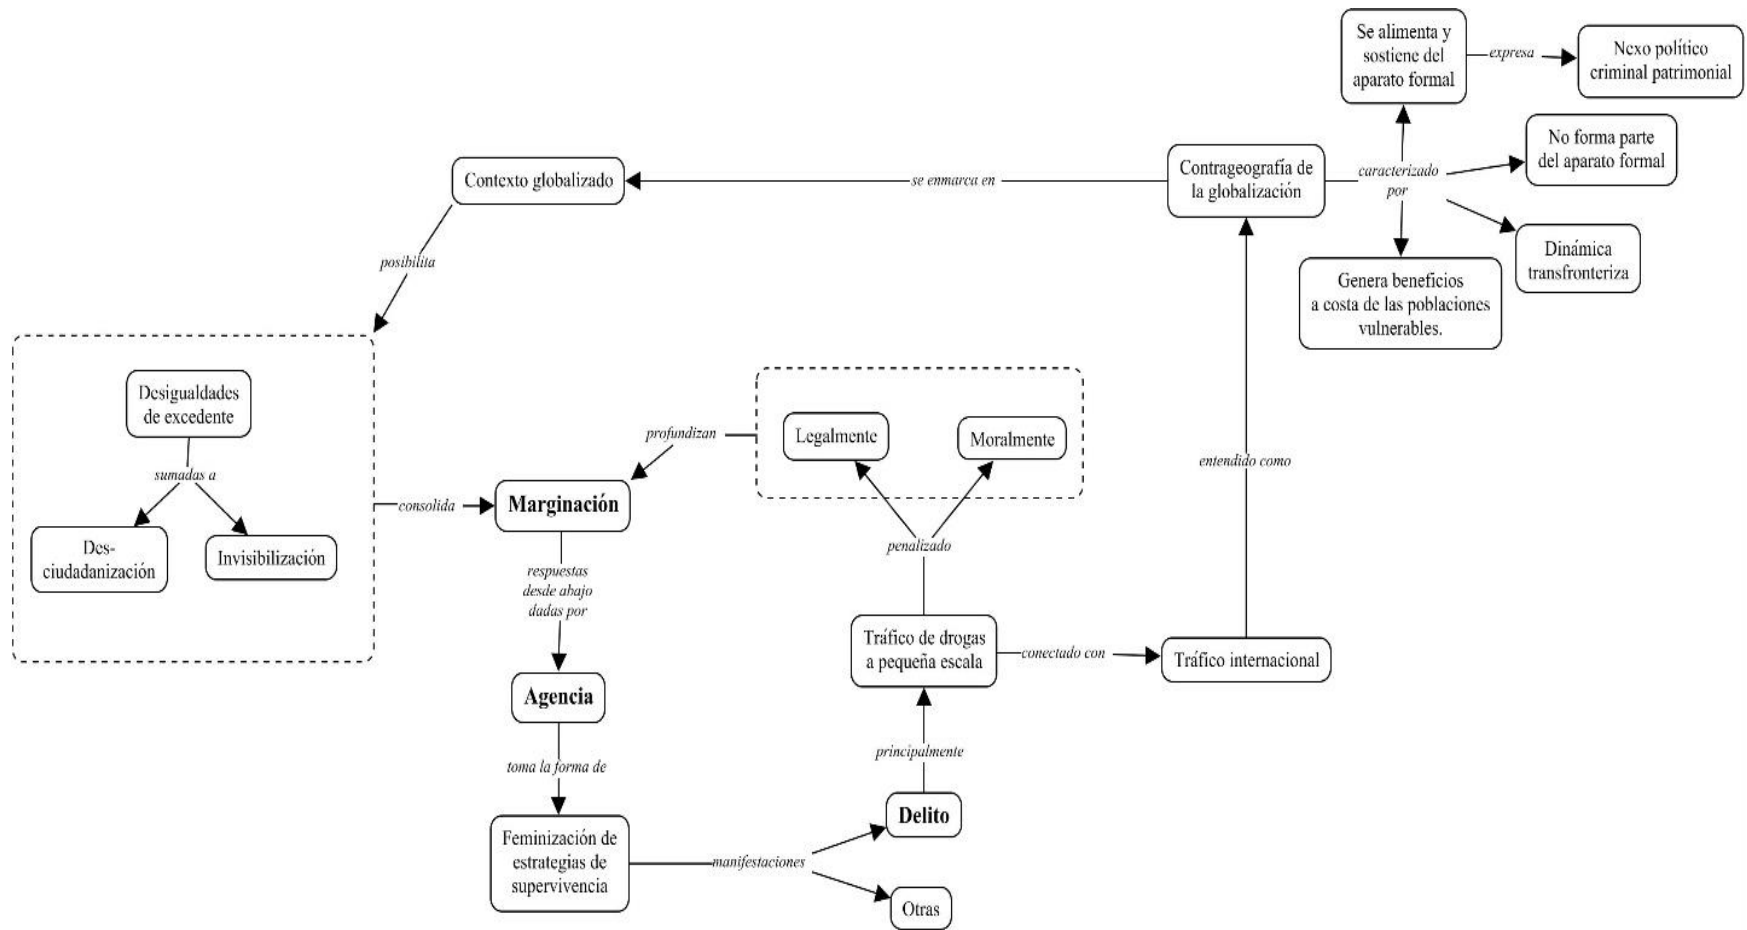 Se alimenta y
sostiene del
aparato formal
expresa
Nexo político
criminal patrimonial
No forma parte
del aparato formal
Contexto globalizado
se enmarca en
Contrageografía de
la globalización
caracterizado
por
Dinámica
transfronteriza
Genera beneficios
a costa de las poblaciones
vulnerables.
posibilita
Desigualdades
de excedente
sumadas a
Des-
ciudadanización
Invisibilización
consolida
Marginación
profundizan
Legalmente
Moralmente
entendido como
penalizado
respuestas
desde abajo
dadas por
Tráfico de drogas
a pequeña escala
conectado con
Tráfico internacional
Agencia
principalmente
toma la forma de
Delito
Feminización de
estrategias de
supervivencia
manifestaciones
Otras